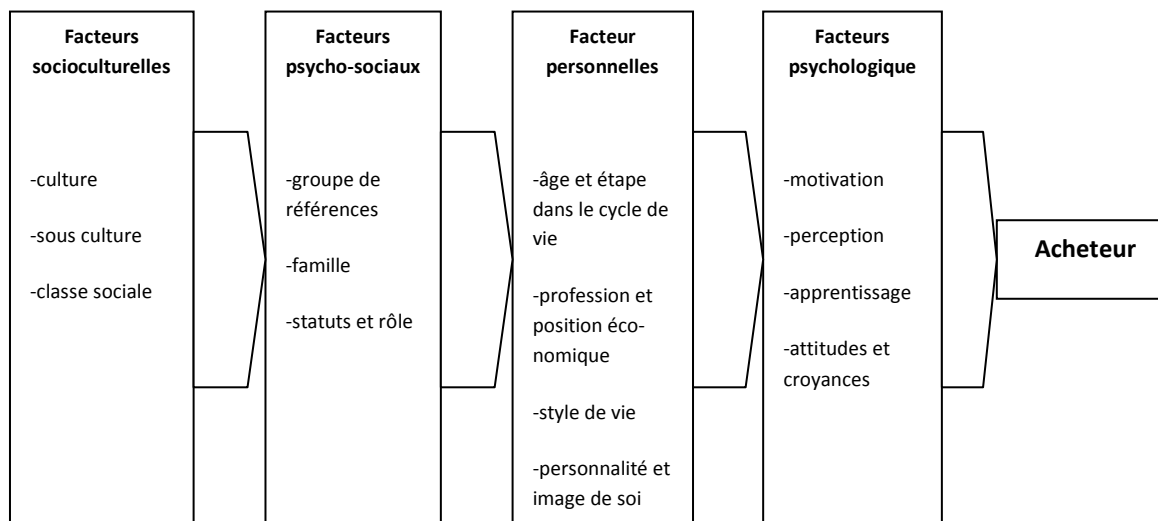 Facteurs
socioculturelles
-culture
-sous culture
-classe sociale
Facteurs
psycho-sociaux
-groupe de
références
-famille
-statuts et rôle
Facteur
personnelles
-âge et étape
dans le cycle de
vie
-profession et
position éco-
nomique
-style de vie
-personnalité et
image de soi
Facteurs
psychologique
-motivation
-perception
-apprentissage
-attitudes et
croyances
Acheteur